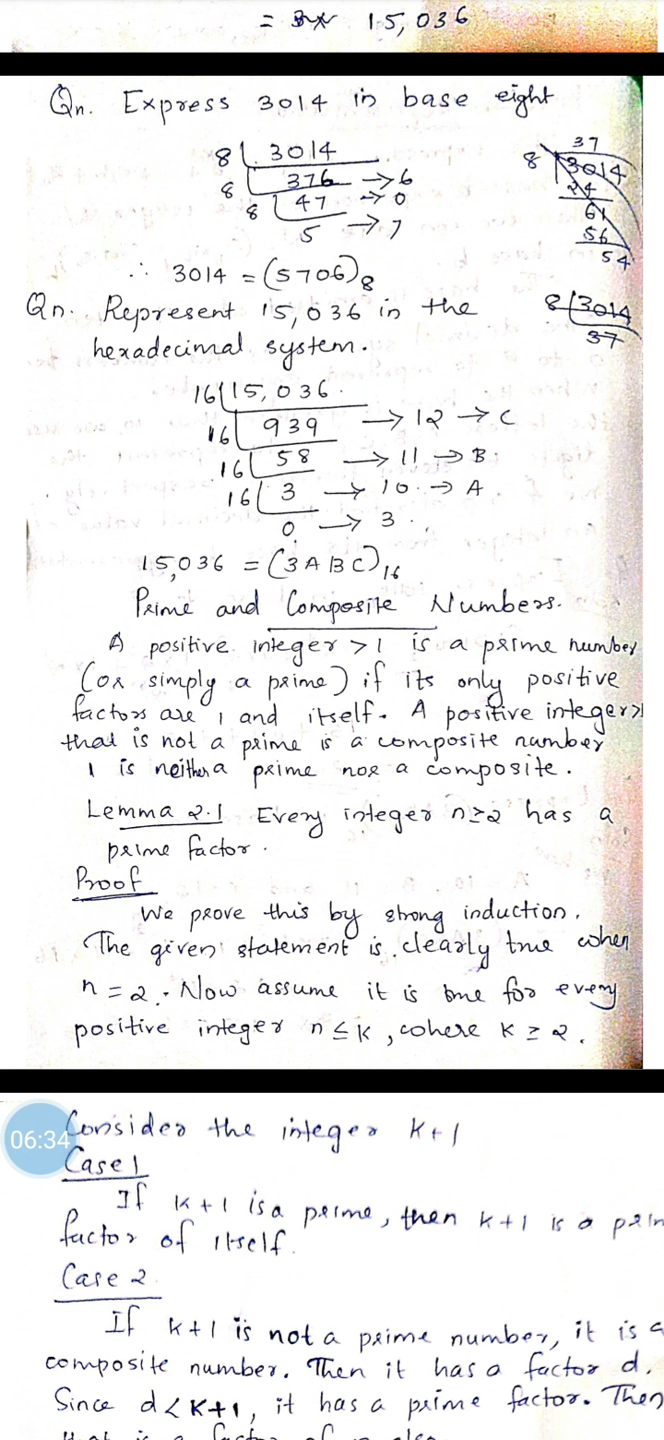 = 15,036
Qn. Express 3014 in base eight
8 | 3014
8 | 376 → 6
8 | 47 → 0
5 → 7
37
8 | 3014
24
61
56
54
∴ 3014 = (5706)₈
Qn. Represent 15,036 in the
hexadecimal system.
8 | 3014
37
16 | 15,036.
16 | 939 → 12 → C
16 | 58 → 11 → B
16 | 3 → 10 → A
0 → 3.
15,036 = (3ABC)₁₆
Prime and Composite Numbers.
A positive integer > 1 is a prime number
(or simply a prime) if its only positive
factors are 1 and itself. A positive integer >1
that is not a prime is a composite number
1 is neither a prime nor a composite.
Lemma 2.1 Every integer n≥2 has a
prime factor.
Proof
We prove this by strong induction.
The given statement is clearly true when
n = 2. Now assume it is true for every
positive integer n ≤ k, where k ≥ 2.
06:34
Consider the integer k+1
Case 1
If k+1 is a prime, then k+1 is a prim
factor of itself.
Case 2
If k+1 is not a prime number, it is a
composite number. Then it has a factor d.
Since d < k+1, it has a prime factor. Then